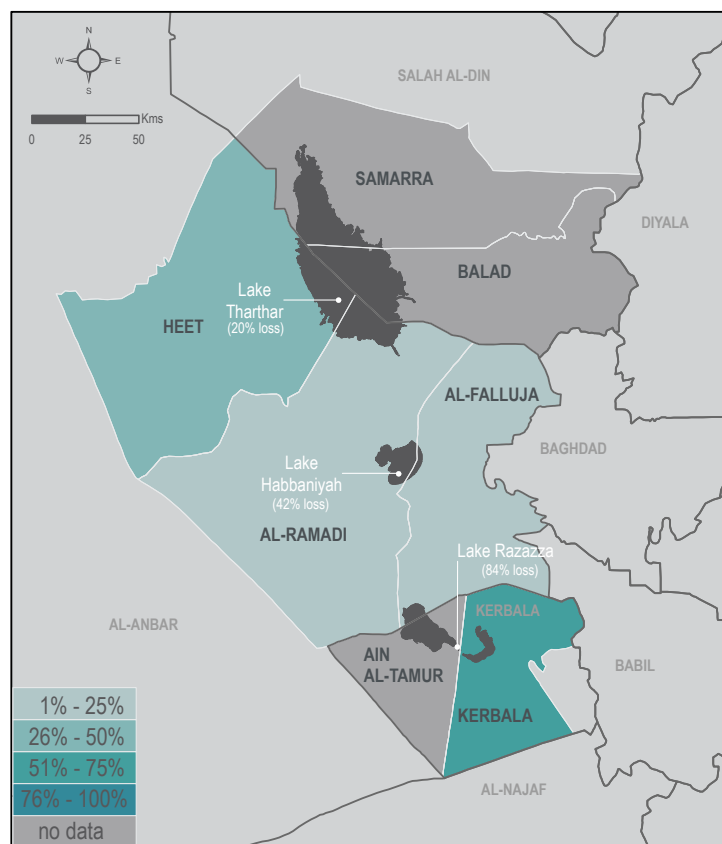 N
W
E
S
Kms
0
25
50
SALAH AL-DIN
SAMARRA
DIYALA
BALAD
Lake
Tharthar
(20% loss)
HEET
AL-FALLUJA
BAGHDAD
Lake
Habbaniyah
(42% loss)
AL-RAMADI
Lake Razazza
(84% loss)
KERBALA
AL-ANBAR
AIN
AL-TAMUR
BABIL
KERBALA
AL-NAJAF
1% - 25%
26% - 50%
51% - 75%
76% - 100%
no data